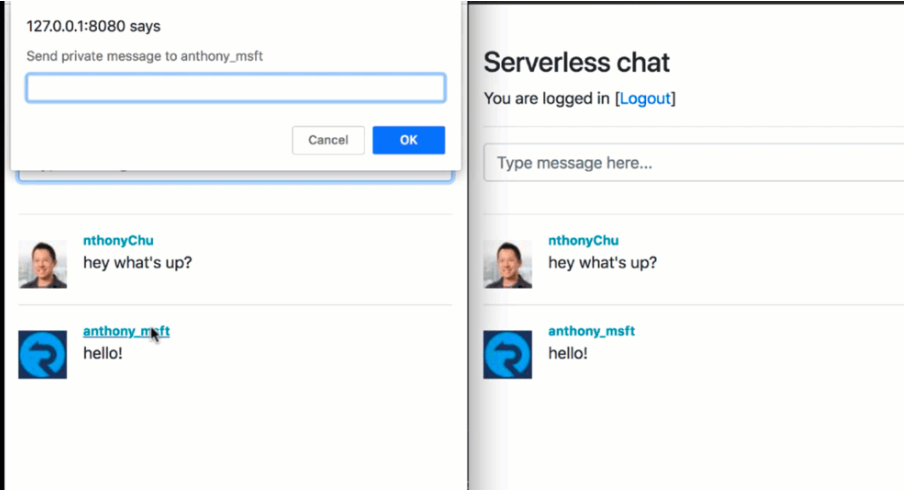 127.0.0.1:8080 says
Send private message to anthony_msft
Cancel
OK
nthonyChu
hey what's up?
anthony_msft
hello!
Serverless chat
You are logged in [Logout]
Type message here...
nthonyChu
hey what's up?
anthony_msft
hello!